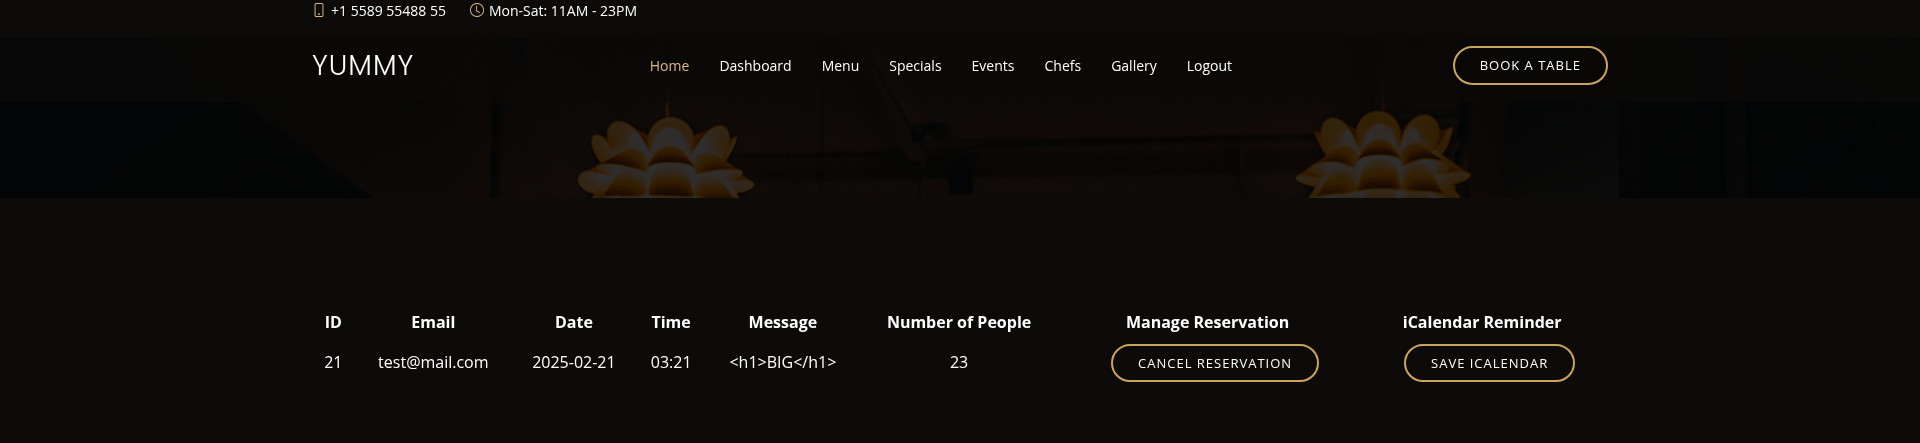 +1 5589 55488 55 Mon-Sat: 11AM - 23PM
YUMMY Home Dashboard Menu Specials Events Chefs Gallery Logout BOOK A TABLE
ID Email Date Time Message Number of People Manage Reservation iCalendar Reminder
21 test@mail.com 2025-02-21 03:21 <h1>BIG</h1> 23 CANCEL RESERVATION SAVE ICALENDAR